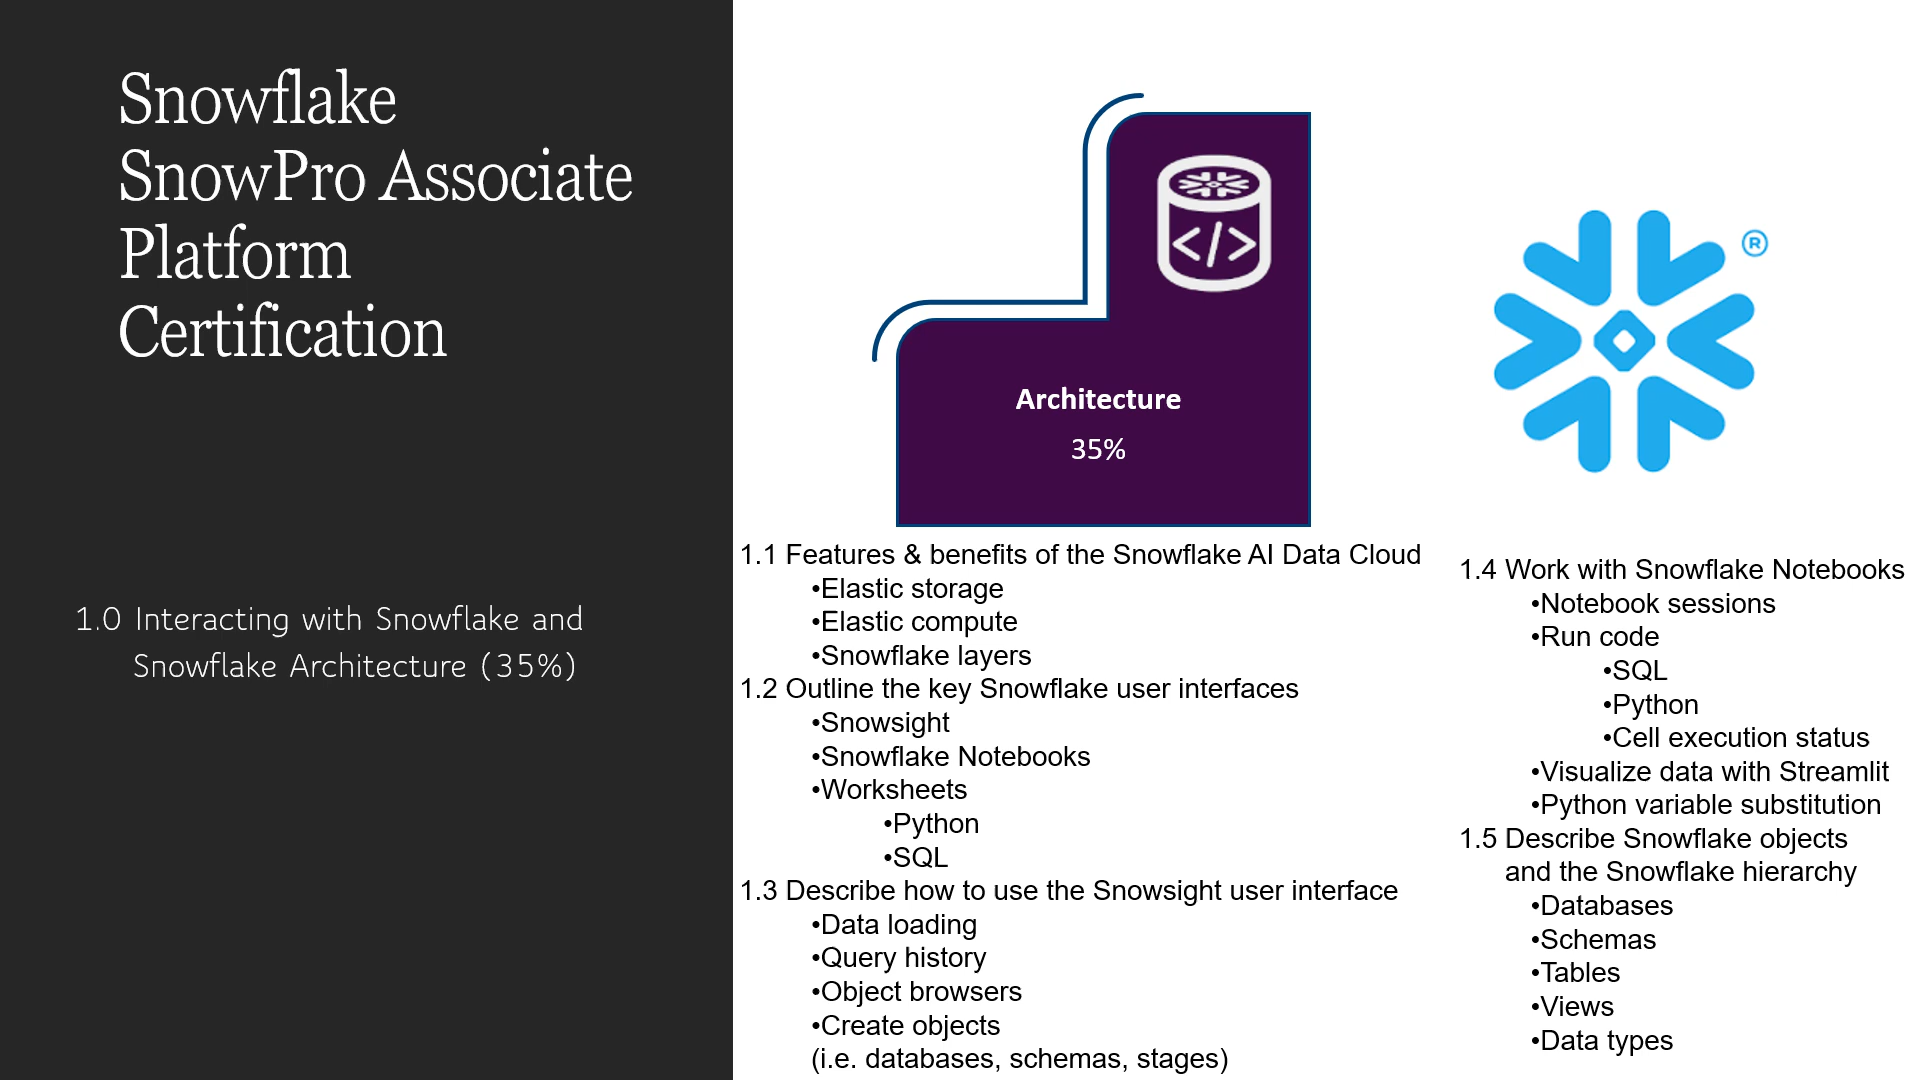 Snowflake
SnowPro Associate
Platform
Certification
1.0 Interacting with Snowflake and
Snowflake Architecture (35%)
</>
Architecture
35%
®
1.1 Features & benefits of the Snowflake AI Data Cloud
•Elastic storage
•Elastic compute
•Snowflake layers
1.2 Outline the key Snowflake user interfaces
•Snowsight
•Snowflake Notebooks
•Worksheets
•Python
•SQL
1.3 Describe how to use the Snowsight user interface
•Data loading
•Query history
•Object browsers
•Create objects
(i.e. databases, schemas, stages)
1.4 Work with Snowflake Notebooks
•Notebook sessions
•Run code
•SQL
•Python
•Cell execution status
•Visualize data with Streamlit
•Python variable substitution
1.5 Describe Snowflake objects
and the Snowflake hierarchy
•Databases
•Schemas
•Tables
•Views
•Data types